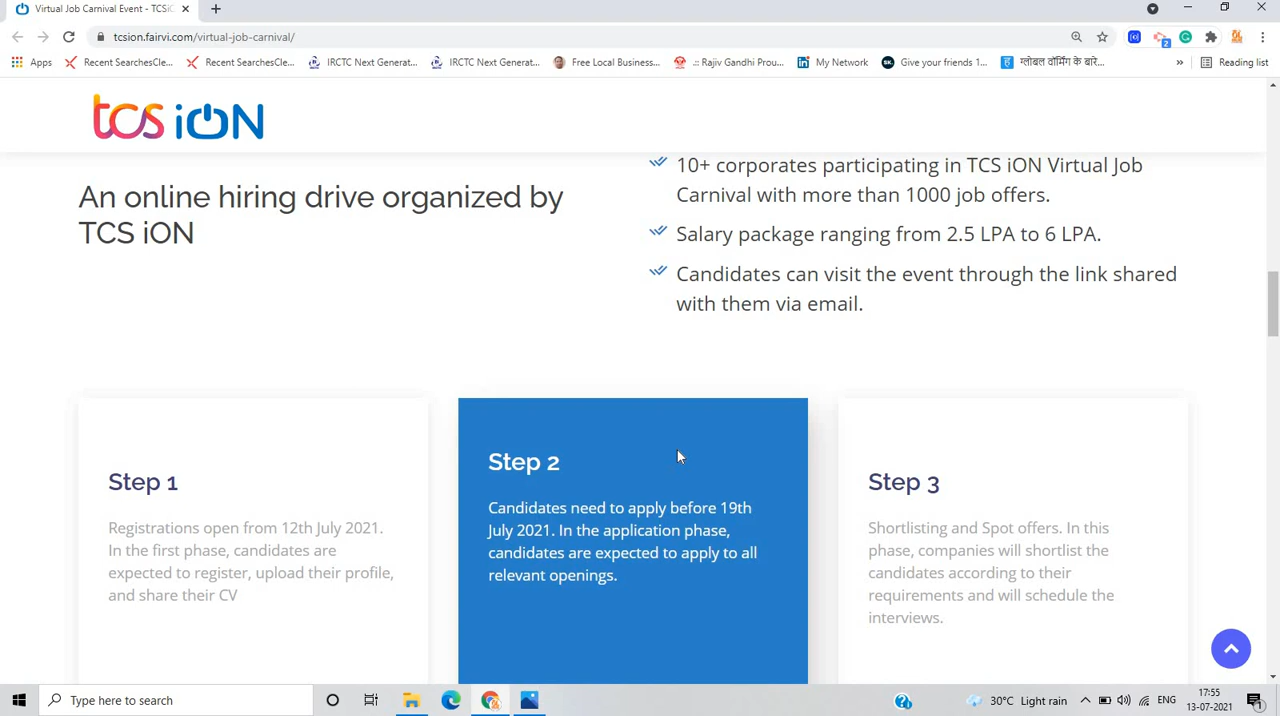 Virtual Job Carnival Event - TCSi
tcsion.fairvi.com/virtual-job-carnival/
2
Apps
Recent SearchesCle...
Recent SearchesCle...
IRCTC Next Generat...
IRCTC Next Generat...
Free Local Business...
.:: Rajiv Gandhi Prou...
My Network
SK
Give your friends 1...
हिं
ग्लोबल वॉर्मिंग के बारे...
»
Reading list
tcs iON
An online hiring drive organized by
TCS iON
10+ corporates participating in TCS iON Virtual Job
Carnival with more than 1000 job offers.
Salary package ranging from 2.5 LPA to 6 LPA.
Candidates can visit the event through the link shared
with them via email.
Step 1
Registrations open from 12th July 2021.
In the first phase, candidates are
expected to register, upload their profile,
and share their CV
Step 2
Candidates need to apply before 19th
July 2021. In the application phase,
candidates are expected to apply to all
relevant openings.
Step 3
Shortlisting and Spot offers. In this
phase, companies will shortlist the
candidates according to their
requirements and will schedule the
interviews.
Type here to search
30°C Light rain
ENG
17:55
13-07-2021
1